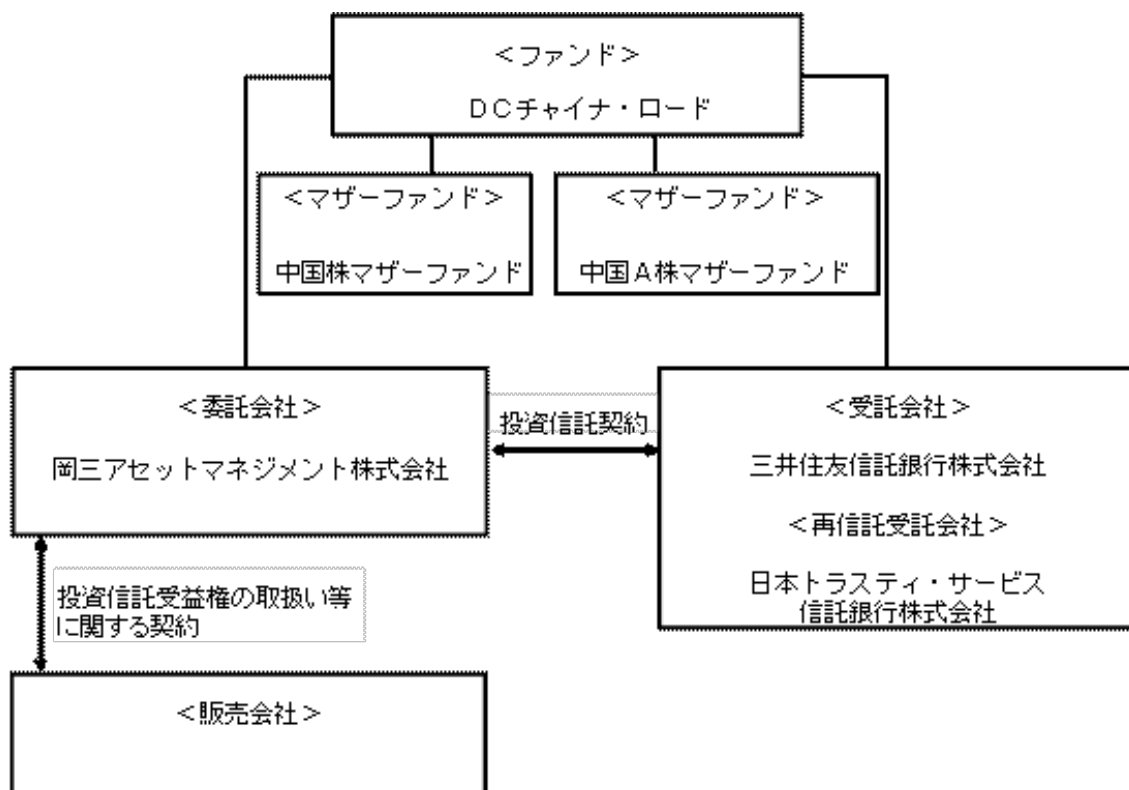 ＜ファンド＞
ＤＣチャイナ・ロード
＜マザーファンド＞
中国株マザーファンド
＜マザーファンド＞
中国Ａ株マザーファンド
＜委託会社＞
岡三アセットマネジメント株式会社
投資信託契約
＜受託会社＞
三井住友信託銀行株式会社
＜再信託受託会社＞
日本トラスティ・サービス
信託銀行株式会社
投資信託受益権の取扱い等
に関する契約
＜販売会社＞